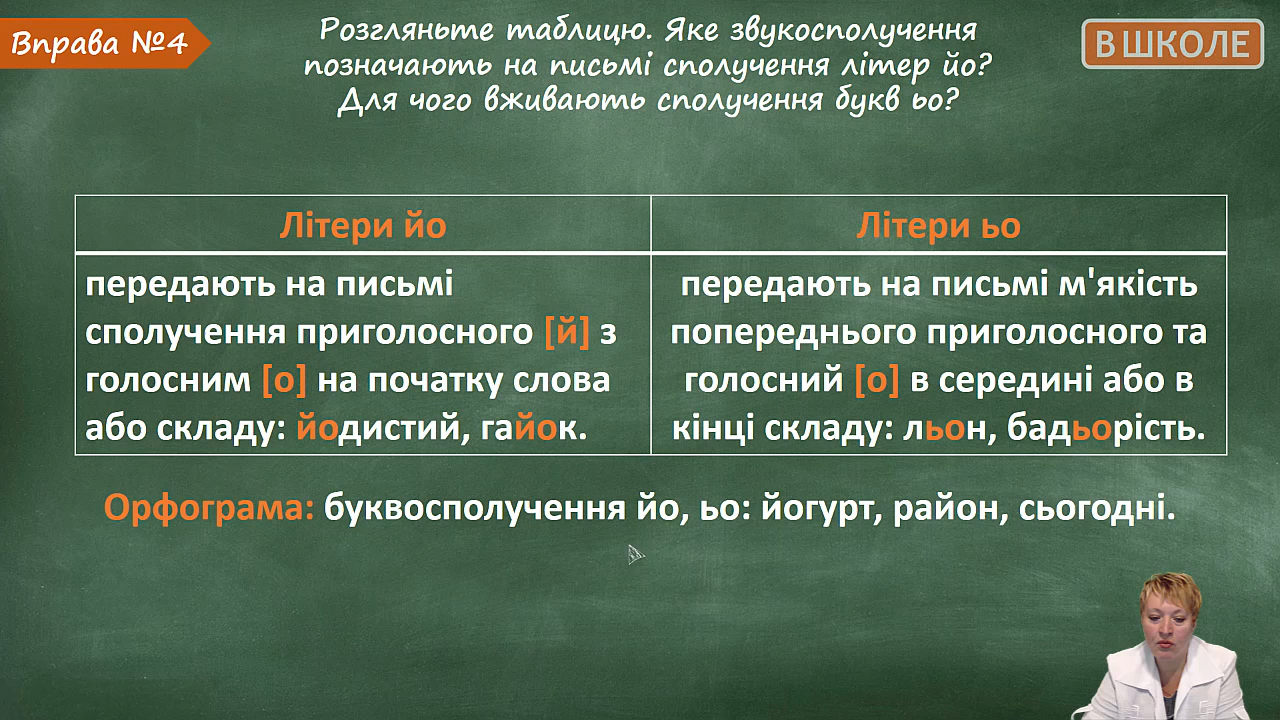 Вправа №4
Розгляньте таблицю. Яке звукосполучення
позначають на письмі сполучення літер йо?
Для чого вживають сполучення букв ьо?
В ШКОЛЕ
Літери йо
передають на письмі
сполучення приголосного [й] з
голосним [о] на початку слова
або складу: йодистий, гайок.
Літери ьо
передають на письмі м'якість
попереднього приголосного та
голосний [о] в середині або в
кінці складу: льон, бадьорість.
Орфограма: буквосполучення йо, ьо: йогурт, район, сьогодні.